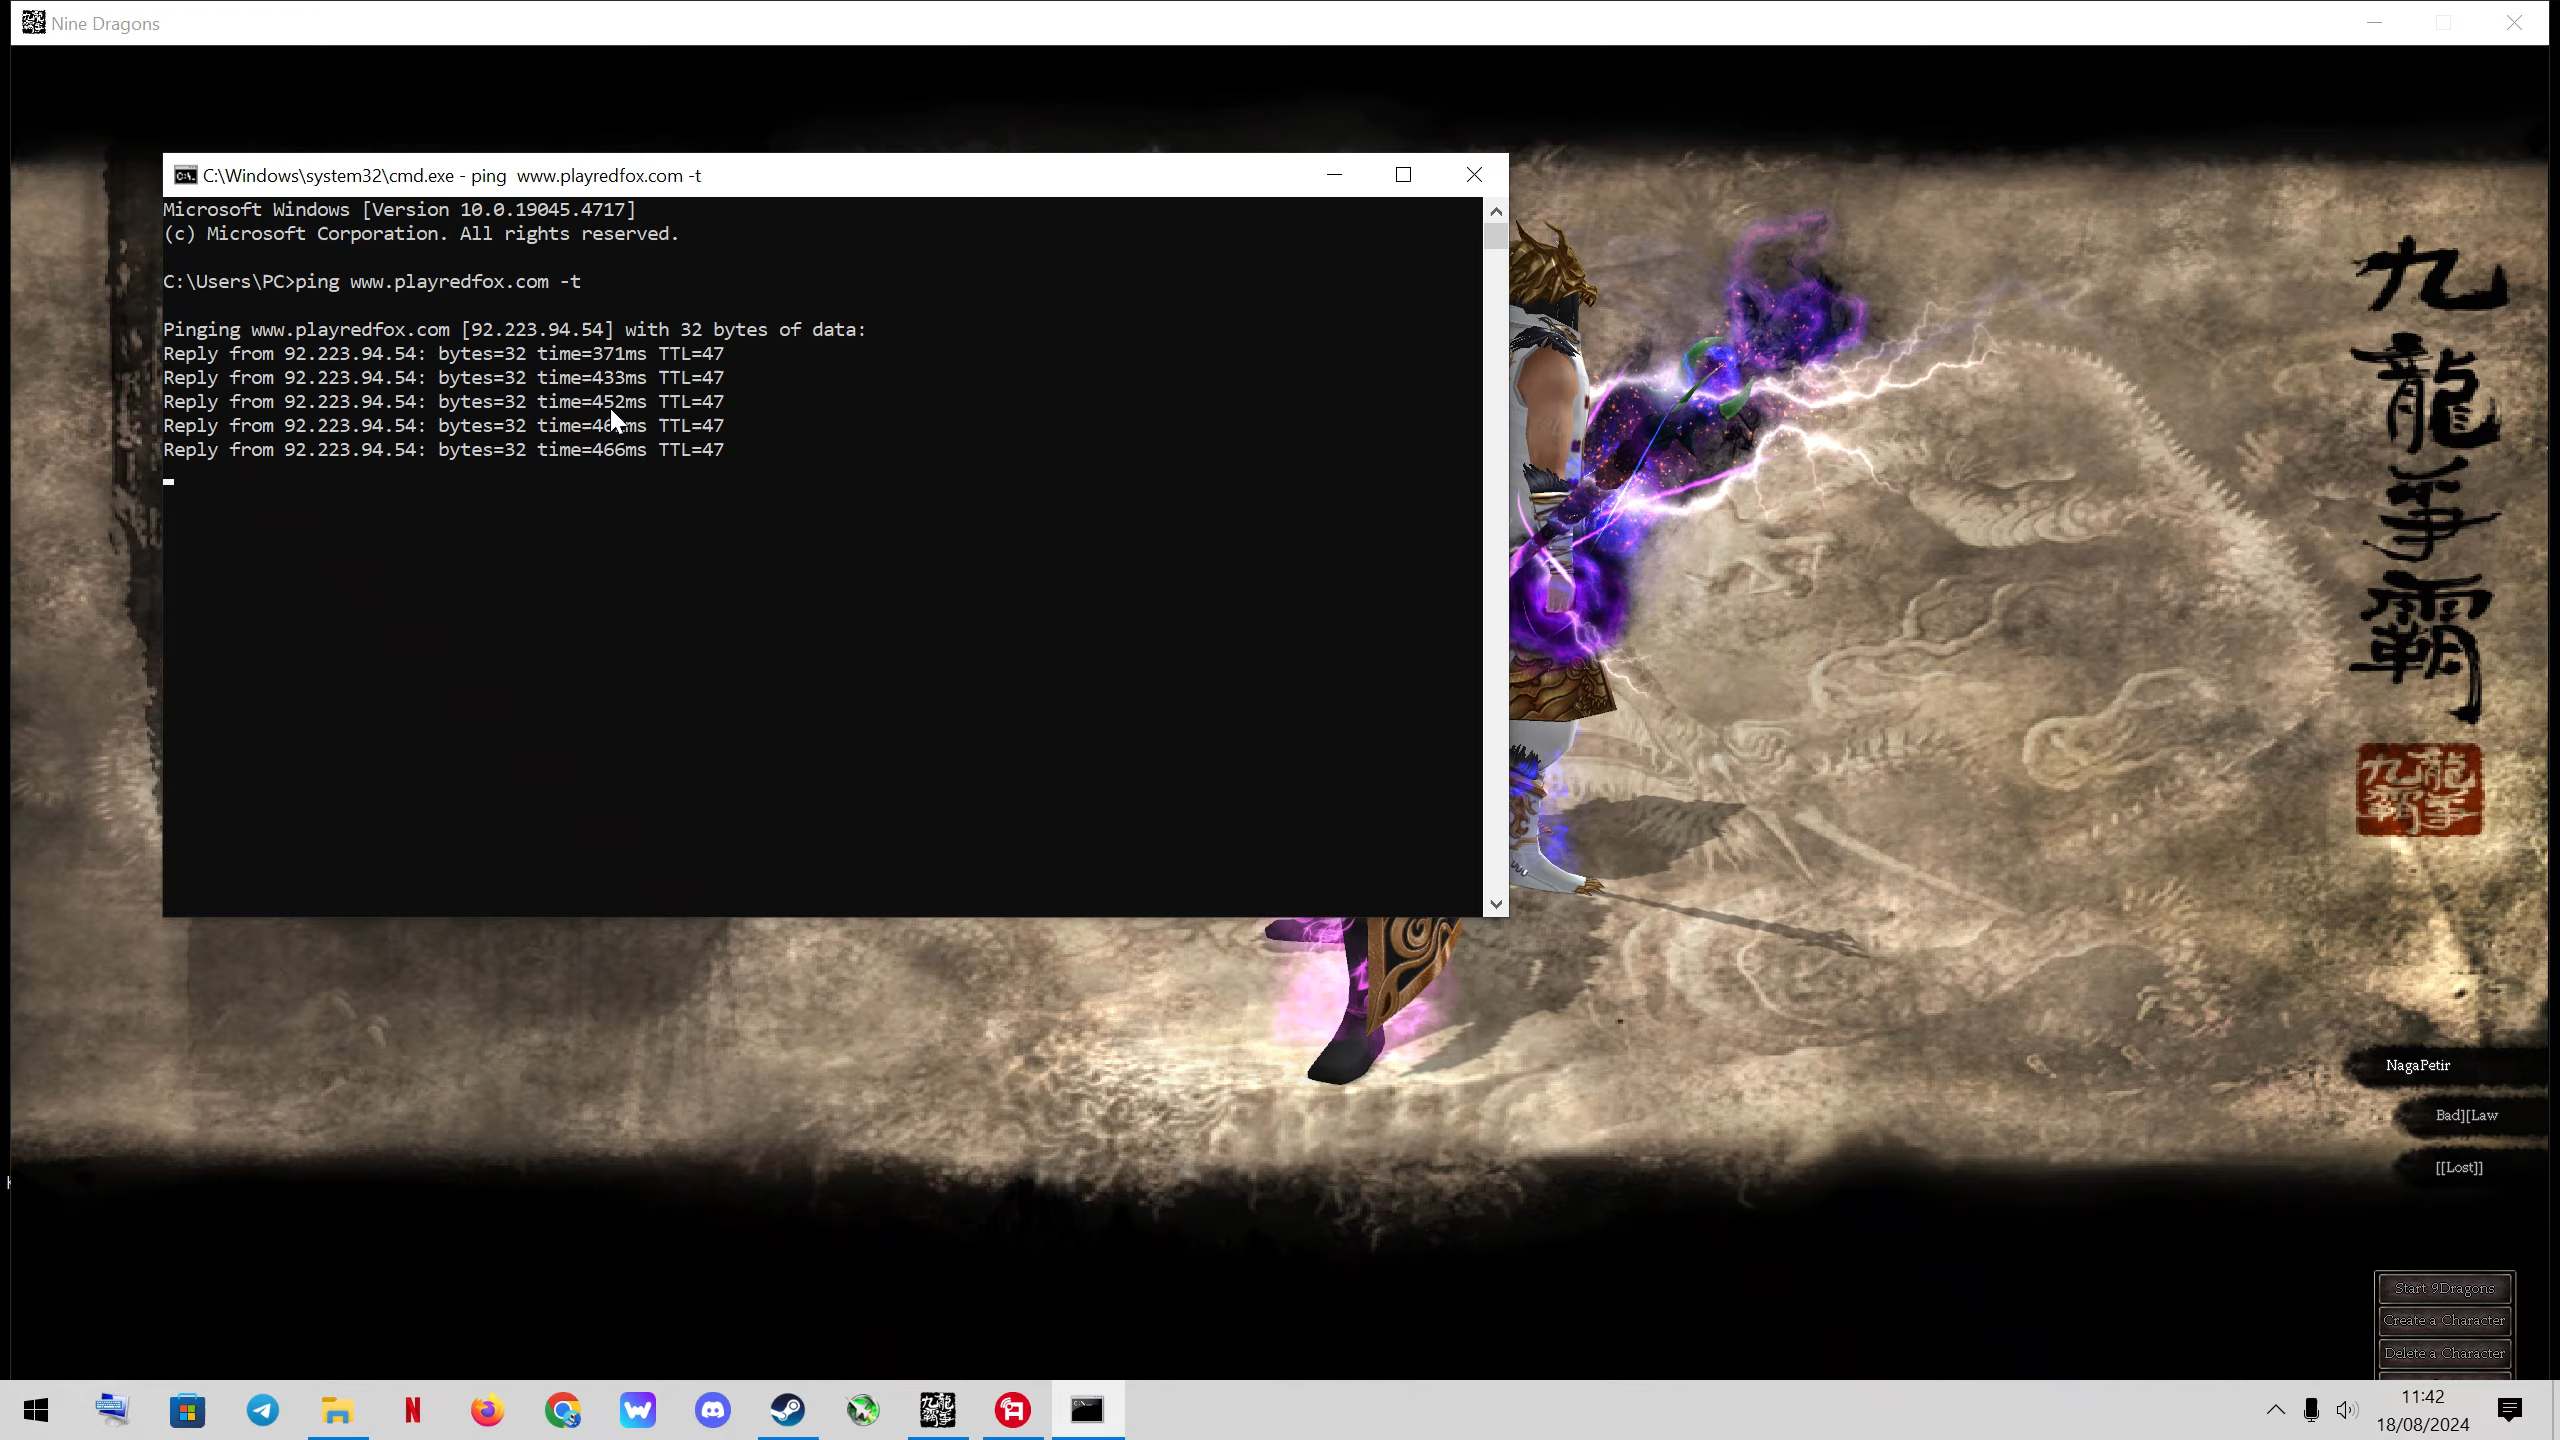 Nine Dragons
C:\Windows\system32\cmd.exe - ping  www.playredfox.com -t
Microsoft Windows [Version 10.0.19045.4717]
(c) Microsoft Corporation. All rights reserved.
C:\Users\PC>ping www.playredfox.com -t
Pinging www.playredfox.com [92.223.94.54] with 32 bytes of data:
Reply from 92.223.94.54: bytes=32 time=371ms TTL=47
Reply from 92.223.94.54: bytes=32 time=433ms TTL=47
Reply from 92.223.94.54: bytes=32 time=452ms TTL=47
Reply from 92.223.94.54: bytes=32 TTL=47
Reply from 92.223.94.54: bytes=32 time=466ms TTL=47
九龍爭霸
九龍
霸爭
NagaPetir
Bad][Law
[[Lost]]
Start 9Dragons
Create a Character
Delete a Character
11:42
18/08/2024